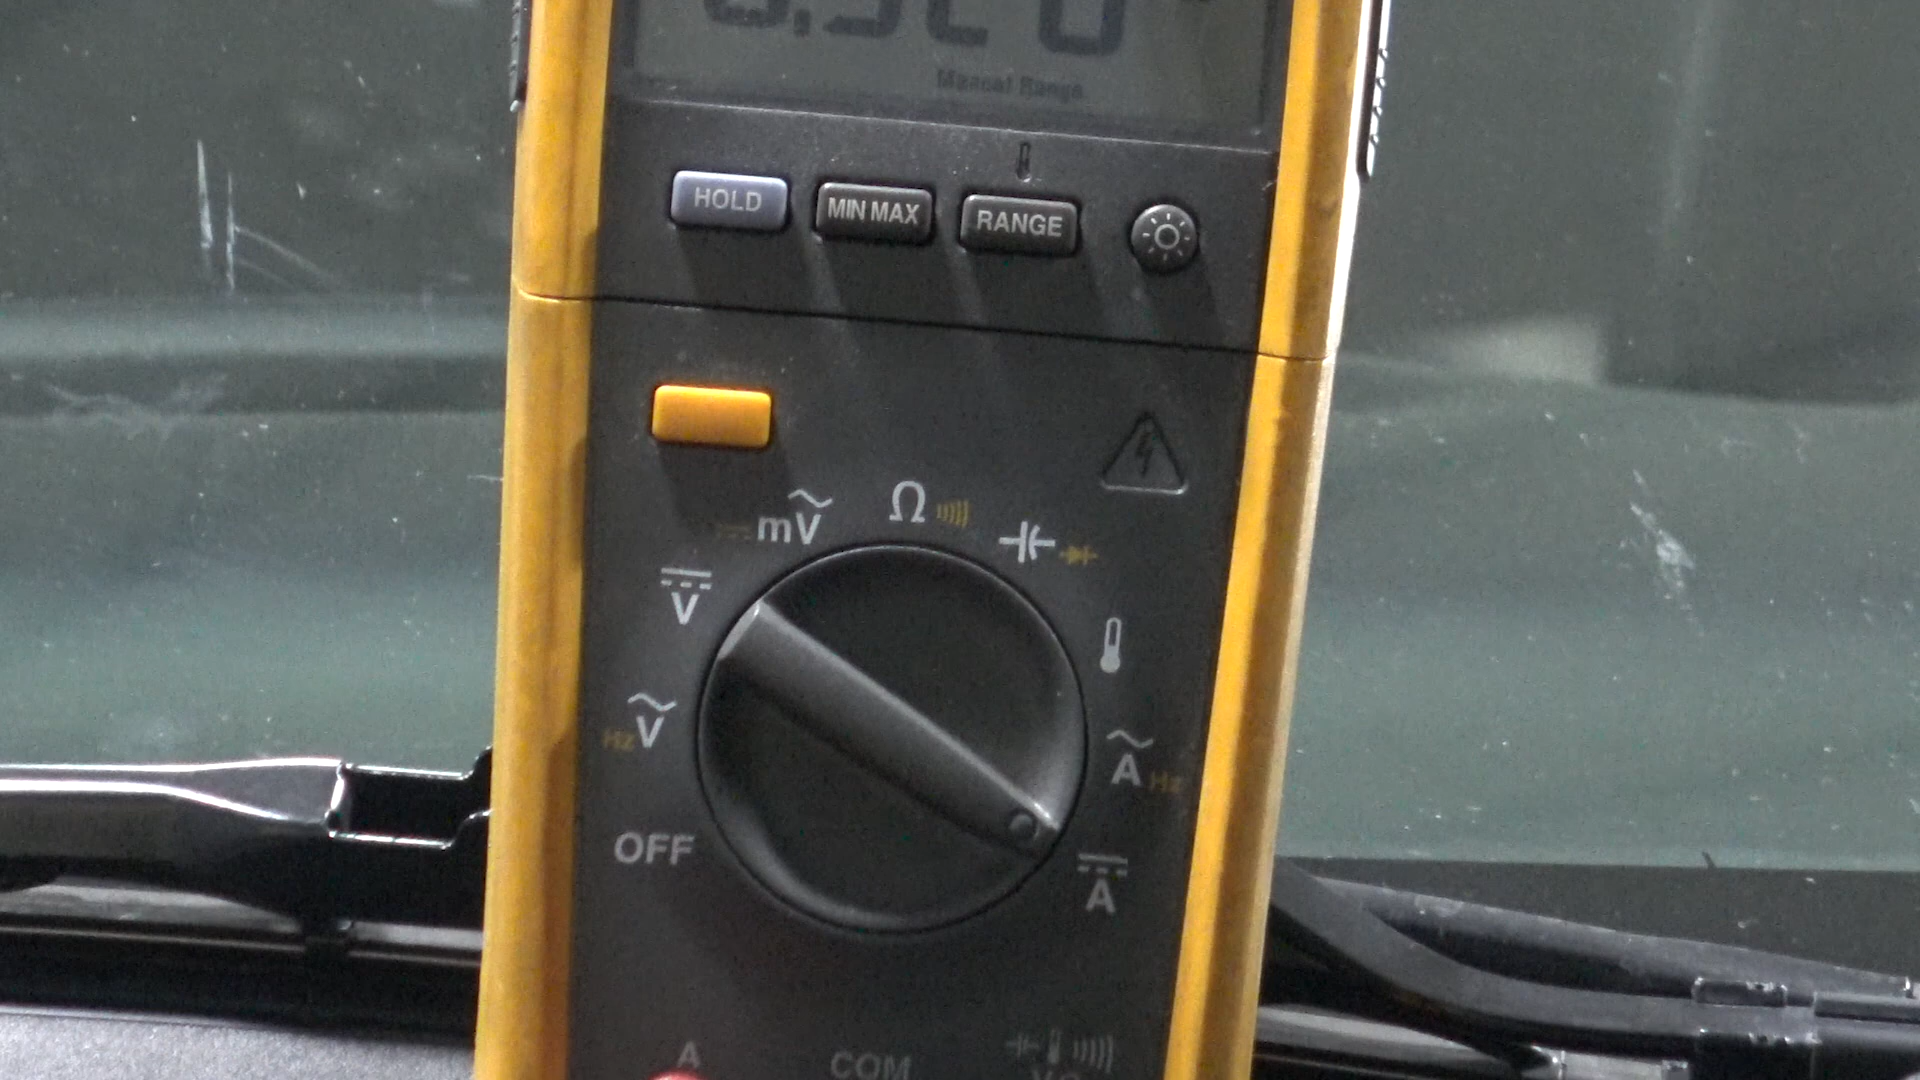 Manual Range
HOLD MIN MAX RANGE
mV Ω
V
Hz V
A Hz
OFF
A
A COM